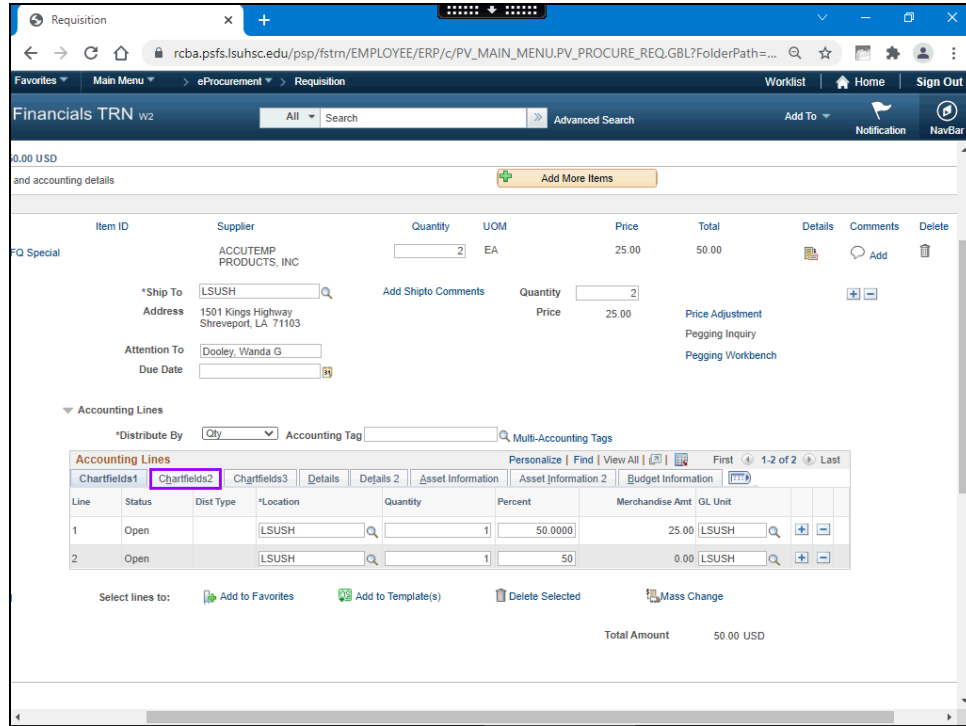 Requisition
rcba.psfs.lsuhsc.edu/psp/fstrn/EMPLOYEE/ERP/c/PV_MAIN_MENU.PV_PROCURE_REQ.GBL?FolderPath=...
Favorites Main Menu > eProcurement > Requisition Worklist Home Sign Out
Financials TRN W2 All Search » Advanced Search Add To Notification NavBar
0.00 USD
and accounting details Add More Items
Item ID Supplier Quantity UOM Price Total Details Comments Delete
FQ Special ACCUTEMP PRODUCTS, INC 2 EA 25.00 50.00 Add
*Ship To LSUSH Add Shipto Comments Quantity 2
Address 1501 Kings Highway Price 25.00 Price Adjustment
Shreveport, LA 71103
Pegging Inquiry
Attention To Dooley, Wanda G Pegging Workbench
Due Date 31
Accounting Lines
*Distribute By Qty Accounting Tag Multi-Accounting Tags
Accounting Lines Personalize | Find | View All | First 1-2 of 2 Last
Chartfields1 Chartfields2 Chartfields3 Details Details 2 Asset Information Asset Information 2 Budget Information
Line Status Dist Type *Location Quantity Percent Merchandise Amt GL Unit
1 Open LSUSH 1 50.0000 25.00 LSUSH
2 Open LSUSH 1 50 0.00 LSUSH
Select lines to: Add to Favorites Add to Template(s) Delete Selected Mass Change
Total Amount 50.00 USD